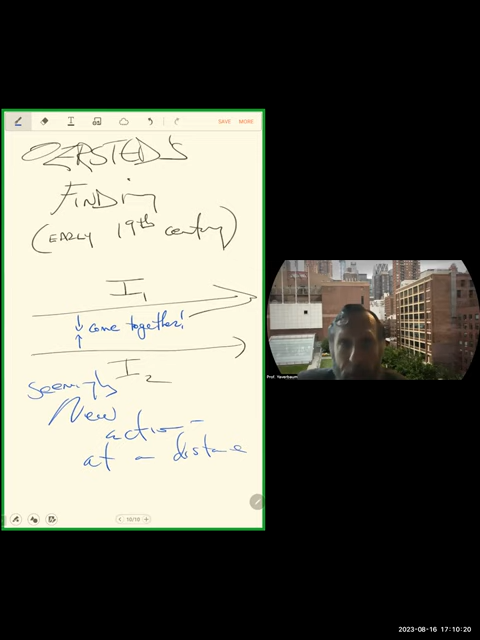 SAVE MORE
OERSTED'S
FINDING
(EARLY 19th century)
I1
↓ come together!
↑
I2
Seemingly
New
action-
at a distance
10/10
Prof. Yaverbaum
2023-08-16 17:10:20